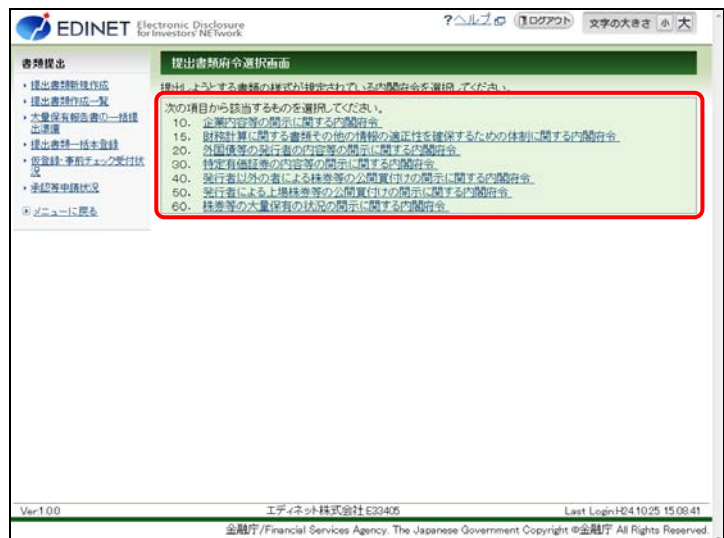 EDINET Electronic Disclosure for Investors' NETwork
?ヘルプ ログアウト 文字の大きさ 小 大
書類提出
・提出書類新規作成
・提出書類作成一覧
・大量保有報告書の一括提
出準備
・提出書類一括本登録
・仮登録・事前チェック受付状
況
・承認等申請状況
メニューに戻る
提出書類府令選択画面
提出しようとする書類の様式が規定されている内閣府令を選択してください。
次の項目から該当するものを選択してください。
10. 企業内容等の開示に関する内閣府令
15. 財務計算に関する書類その他の情報の適正性を確保するための体制に関する内閣府令
20. 外国債等の発行者の内容等の開示に関する内閣府令
30. 特定有価証券の内容等の開示に関する内閣府令
40. 発行者以外の者による株券等の公開買付けの開示に関する内閣府令
50. 発行者による上場株券等の公開買付けの開示に関する内閣府令
60. 株券等の大量保有の状況の開示に関する内閣府令
Ver.1.0.0 エディネット株式会社 E33405 Last Login:H24.10.25 15:08:41
金融庁/Financial Services Agency. The Japanese Government Copyright ©金融庁 All Rights Reserved.